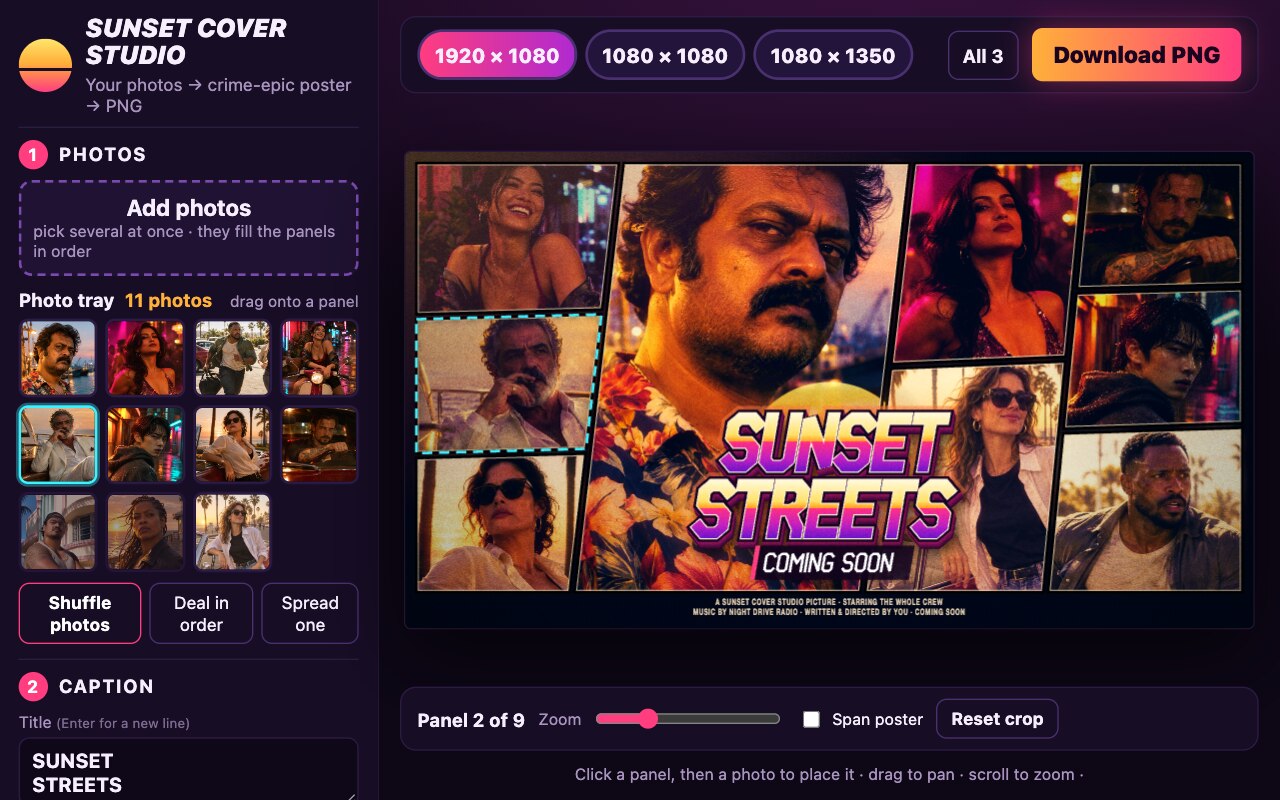 SUNSET COVER
STUDIO
Your photos → crime-epic poster
→ PNG
1 PHOTOS
Add photos
pick several at once · they fill the panels
in order
Photo tray 11 photos drag onto a panel
Shuffle
photos
Deal in
order
Spread
one
2 CAPTION
Title (Enter for a new line)
SUNSET
STREETS
1920 × 1080
1080 × 1080
1080 × 1350
All 3
Download PNG
SUNSET
STREETS
COMING SOON
A SUNSET COVER STUDIO PICTURE · STARRING THE WHOLE CREW
MUSIC BY NIGHT DRIVE RADIO · WRITTEN & DIRECTED BY YOU · COMING SOON
Panel 2 of 9 Zoom Span poster Reset crop
Click a panel, then a photo to place it · drag to pan · scroll to zoom ·